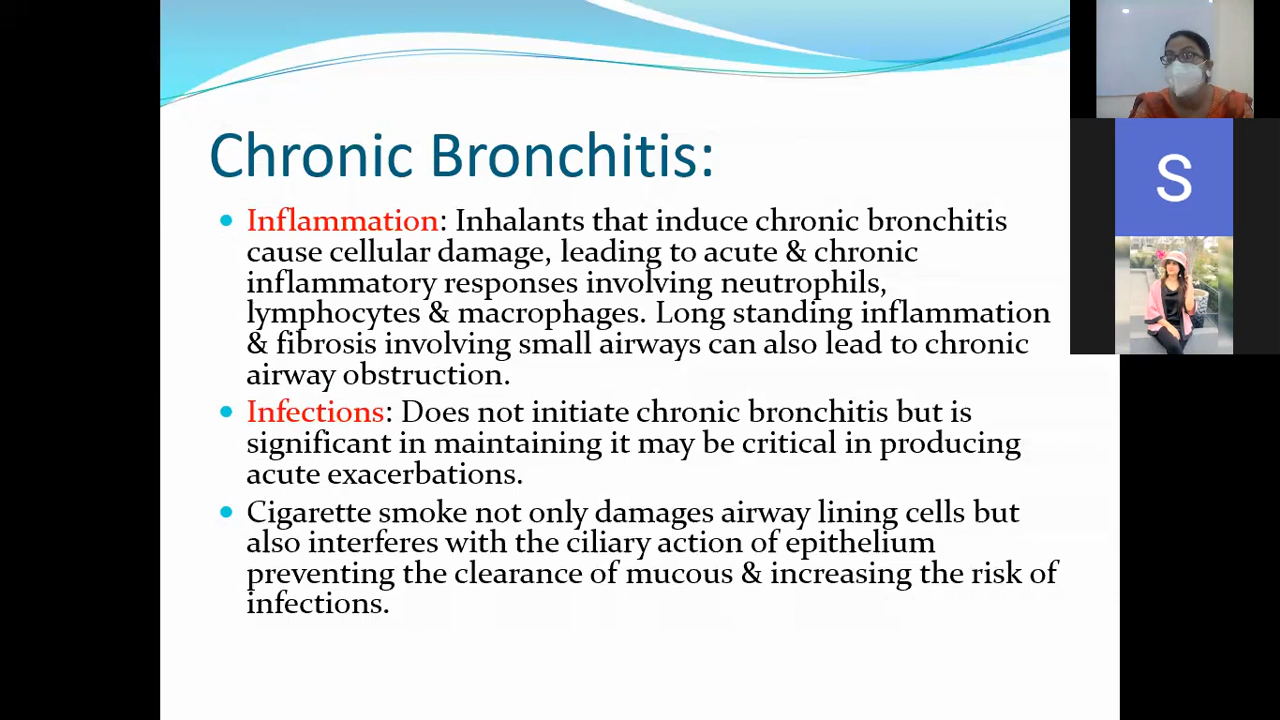 Chronic Bronchitis:
Inflammation: Inhalants that induce chronic bronchitis
cause cellular damage, leading to acute & chronic
inflammatory responses involving neutrophils,
lymphocytes & macrophages. Long standing inflammation
& fibrosis involving small airways can also lead to chronic
airway obstruction.
Infections: Does not initiate chronic bronchitis but is
significant in maintaining it may be critical in producing
acute exacerbations.
Cigarette smoke not only damages airway lining cells but
also interferes with the ciliary action of epithelium
preventing the clearance of mucous & increasing the risk of
infections.
S